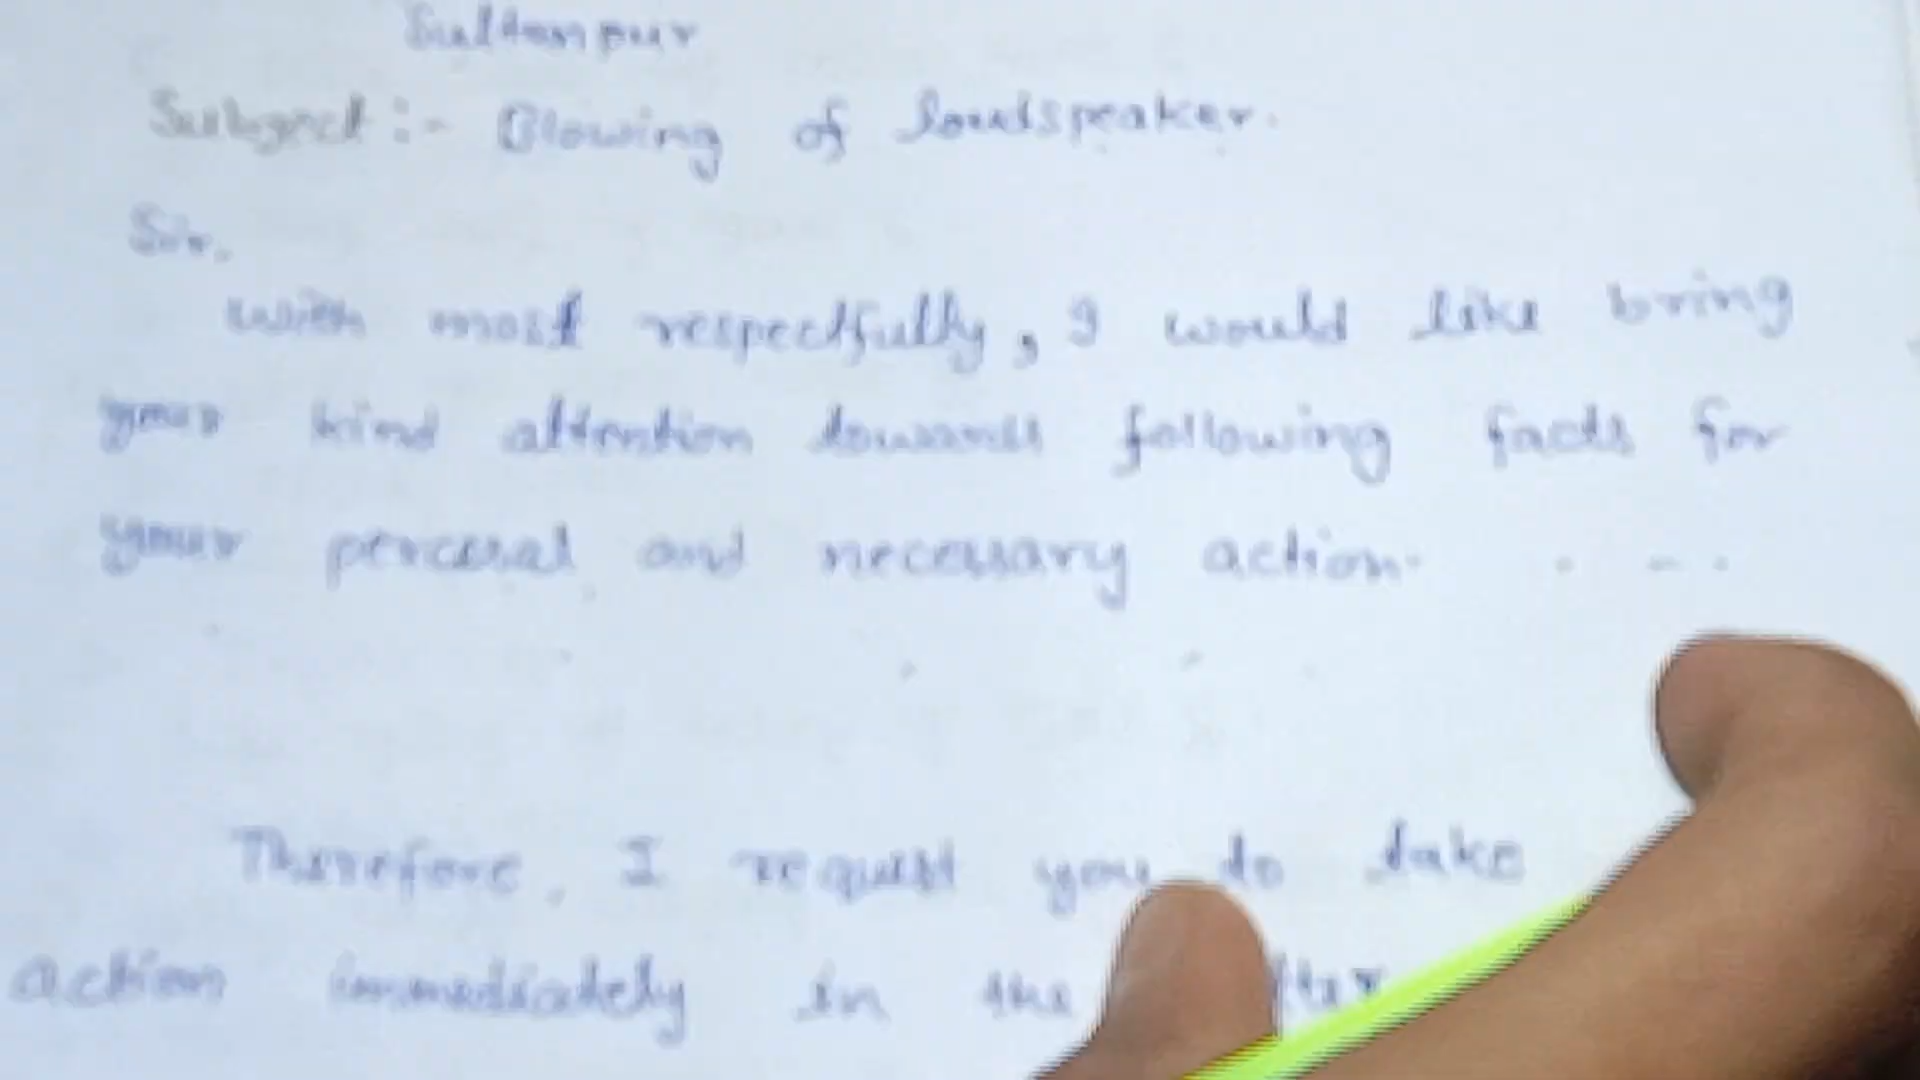 Sultanpur
Subject :- Blowing of loudspeaker.
Sir,
With most respectfully, I would like bring
your kind attention towards following facts for
your perceral and necessary action. . - - .
Therefore, I request you to take
action immediately in the